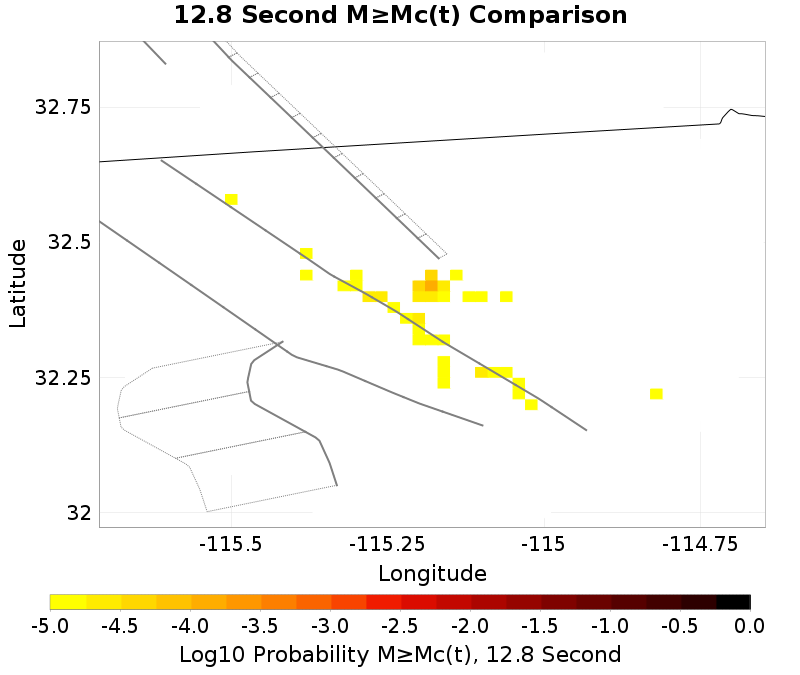 12.8 Second M≥Mc(t) Comparison
32.75
32.5
32.25
32
Latitude
-115.5 -115.25 -115 -114.75
Longitude
-5.0 -4.5 -4.0 -3.5 -3.0 -2.5 -2.0 -1.5 -1.0 -0.5 0.0
Log10 Probability M≥Mc(t), 12.8 Second